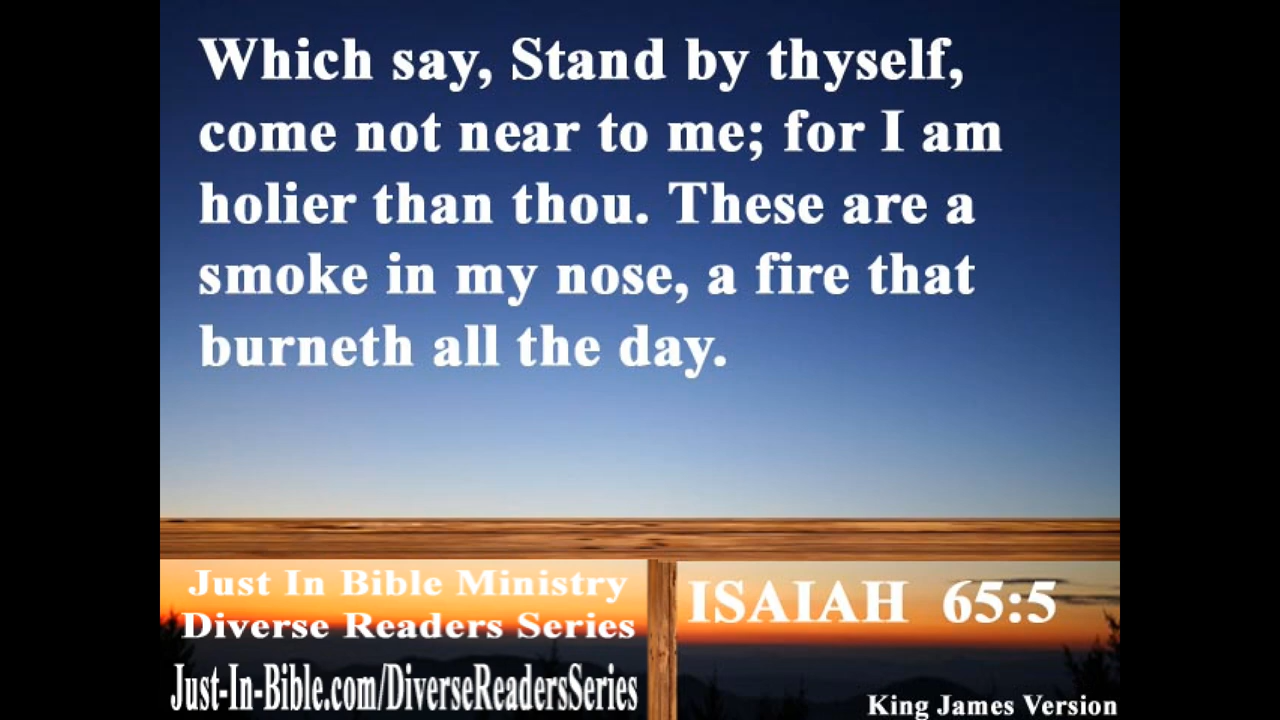 Which say, Stand by thyself,
come not near to me; for I am
holier than thou. These are a
smoke in my nose, a fire that
burneth all the day.
Just In Bible Ministry
Diverse Readers Series
Just-In-Bible.com/DiverseReadersSeries
ISAIAH 65:5
King James Version